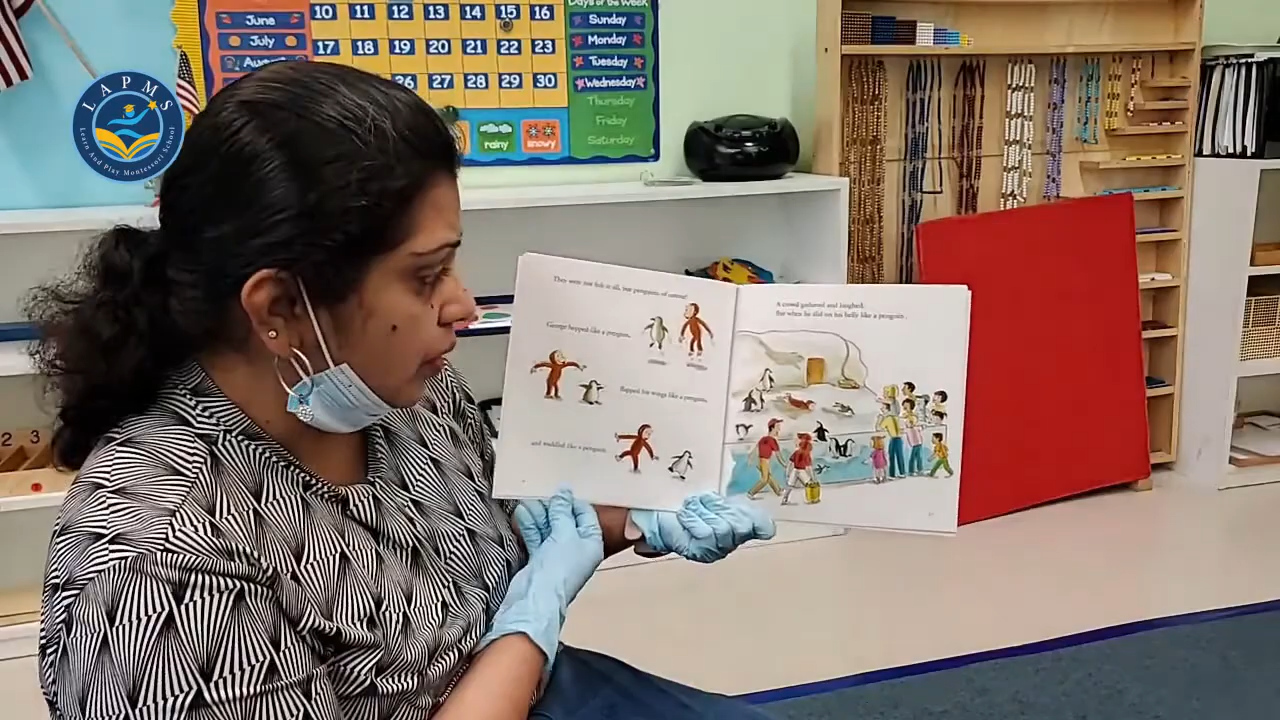 Days of the Week
June
10 11 12 13 14 15 16
Sunday
July
17 18 19 20 21 22 23
Monday
Tuesday
26 27 28 29 30
Wednesday
Thursday
Friday
Saturday
rainy
snowy
LAPMS
Learn And Play Montessori School
They were not fish at all, but penguins of course!
George hopped like a penguin,
flapped his wings like a penguin,
and waddled like a penguin.
A crowd gathered and laughed.
But when he slid on his belly like a penguin,
2 3